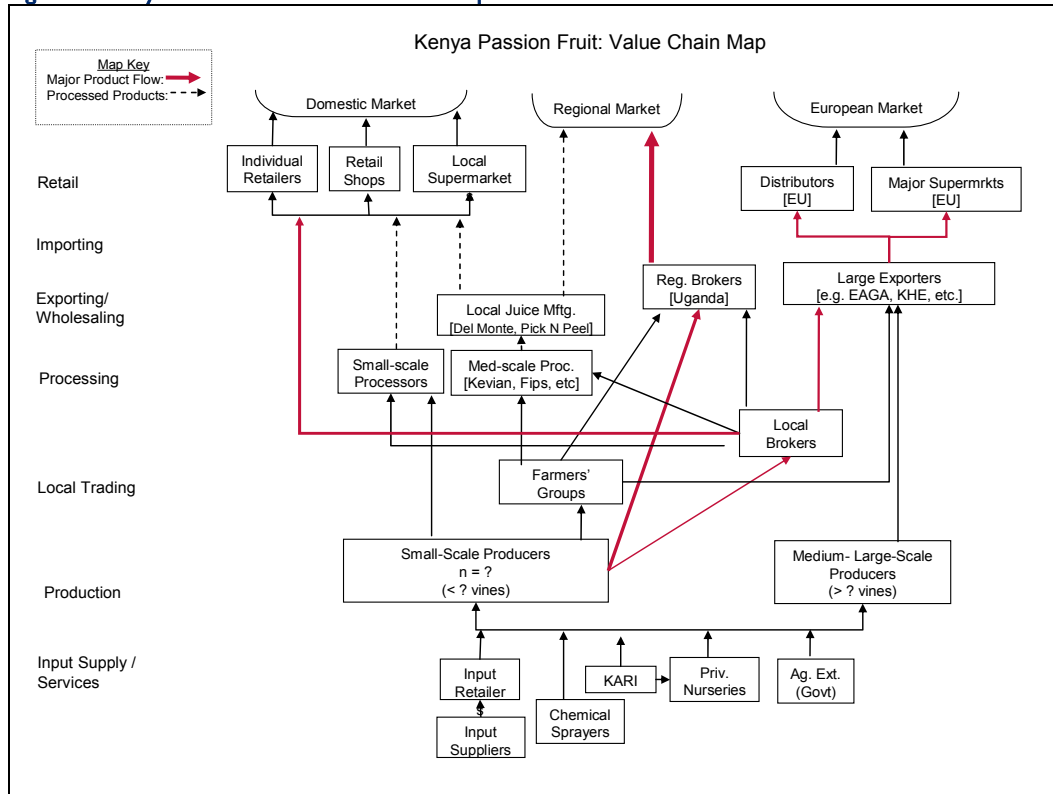 Kenya Passion Fruit: Value Chain Map
Map Key
Major Product Flow:
Processed Products:
Domestic Market
Regional Market
European Market
Retail
Individual
Retailers
Retail
Shops
Local
Supermarket
Distributors
[EU]
Major Supermrkts
[EU]
Importing
Exporting/
Wholesaling
Local Juice Mftg.
[Del Monte, Pick N Peel]
Reg. Brokers
[Uganda]
Large Exporters
[e.g. EAGA, KHE, etc.]
Processing
Small-scale
Processors
Med-scale Proc.
[Kevian, Fips, etc]
Local
Brokers
Local Trading
Farmers'
Groups
Production
Small-Scale Producers
n = ?
(< ? vines)
Medium- Large-Scale
Producers
(> ? vines)
Input Supply /
Services
Input
Retailer
Input
Suppliers
Chemical
Sprayers
KARI
Priv.
Nurseries
Ag. Ext.
(Govt)